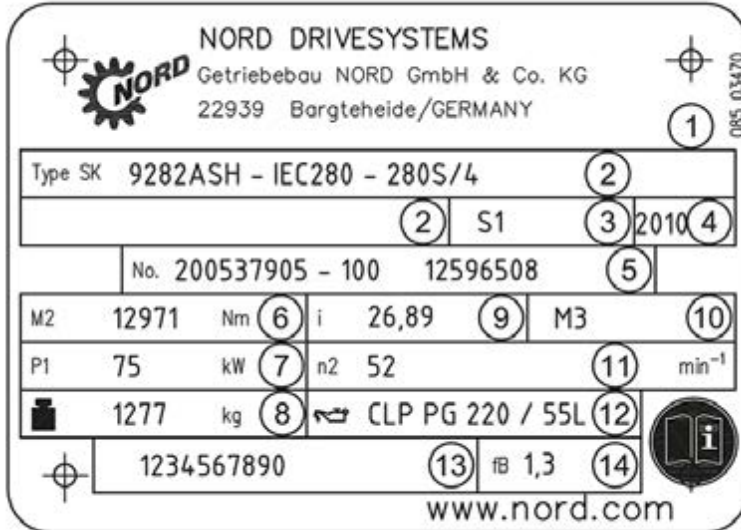 NORD DRIVESYSTEMS
NORD
Getriebebau NORD GmbH & Co. KG
22939 Bargteheide/GERMANY
085 03470
1
Type SK 9282ASH - IEC280 - 280S/4 2
2 S1 3 2010 4
No. 200537905 - 100 12596508 5
M2 12971 Nm 6 i 26,89 9 M3 10
P1 75 kW 7 n2 52 11 min⁻¹
1277 kg 8 CLP PG 220 / 55L 12
i
1234567890 13 fB 1,3 14
www.nord.com